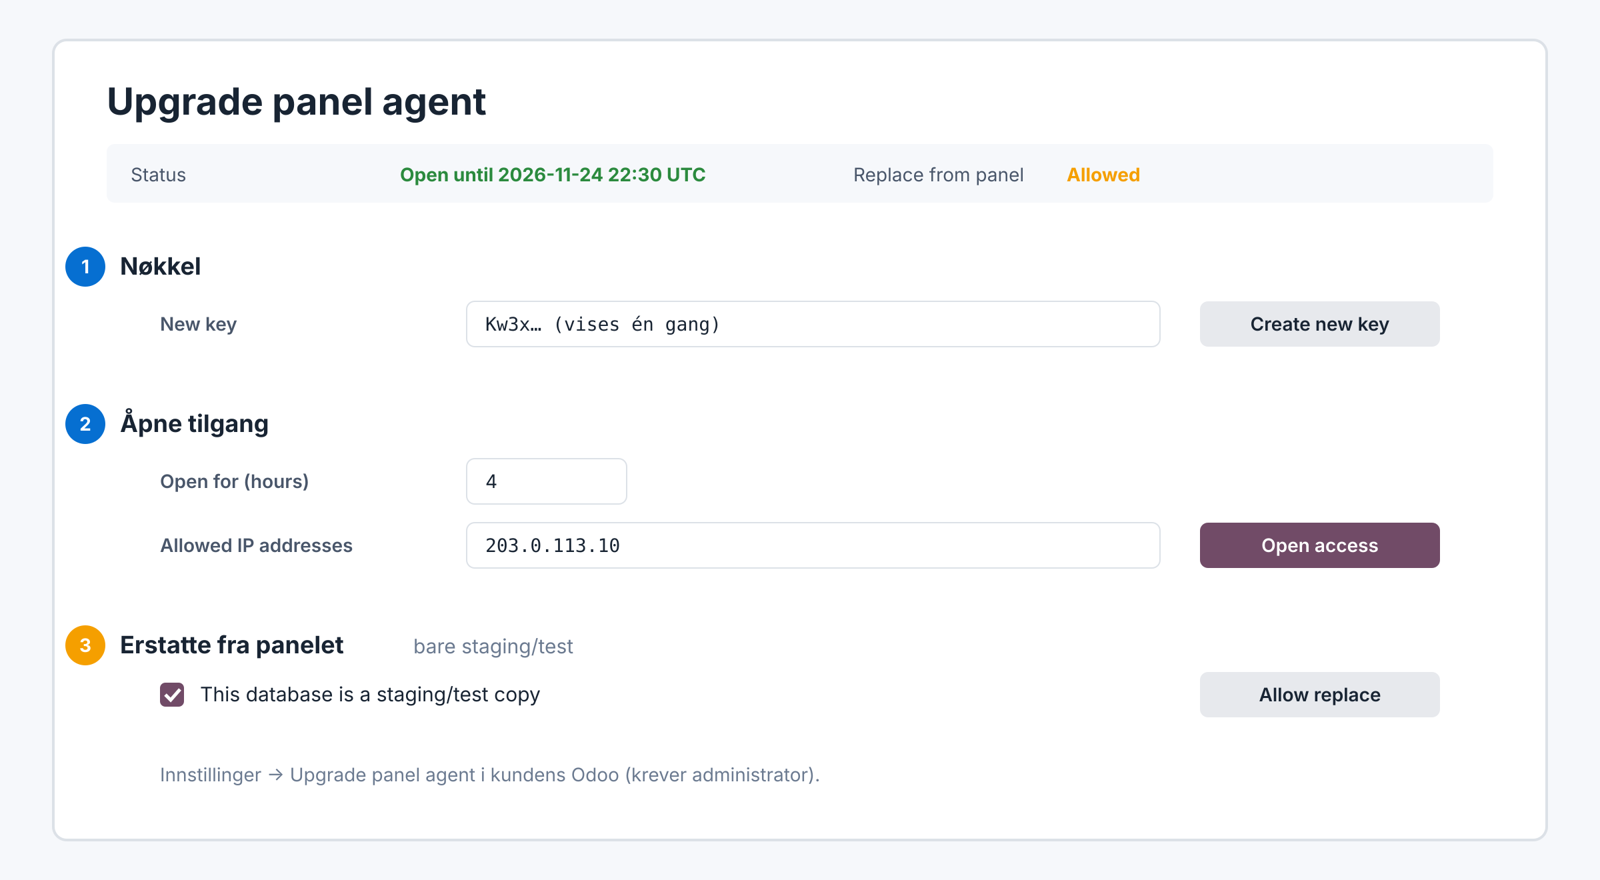 Upgrade panel agent
Status Open until 2026-11-24 22:30 UTC Replace from panel Allowed
1 Nøkkel
New key Kw3x… (vises én gang) Create new key
2 Åpne tilgang
Open for (hours) 4
Allowed IP addresses 203.0.113.10 Open access
3 Erstatte fra panelet bare staging/test
This database is a staging/test copy Allow replace
Innstillinger → Upgrade panel agent i kundens Odoo (krever administrator).